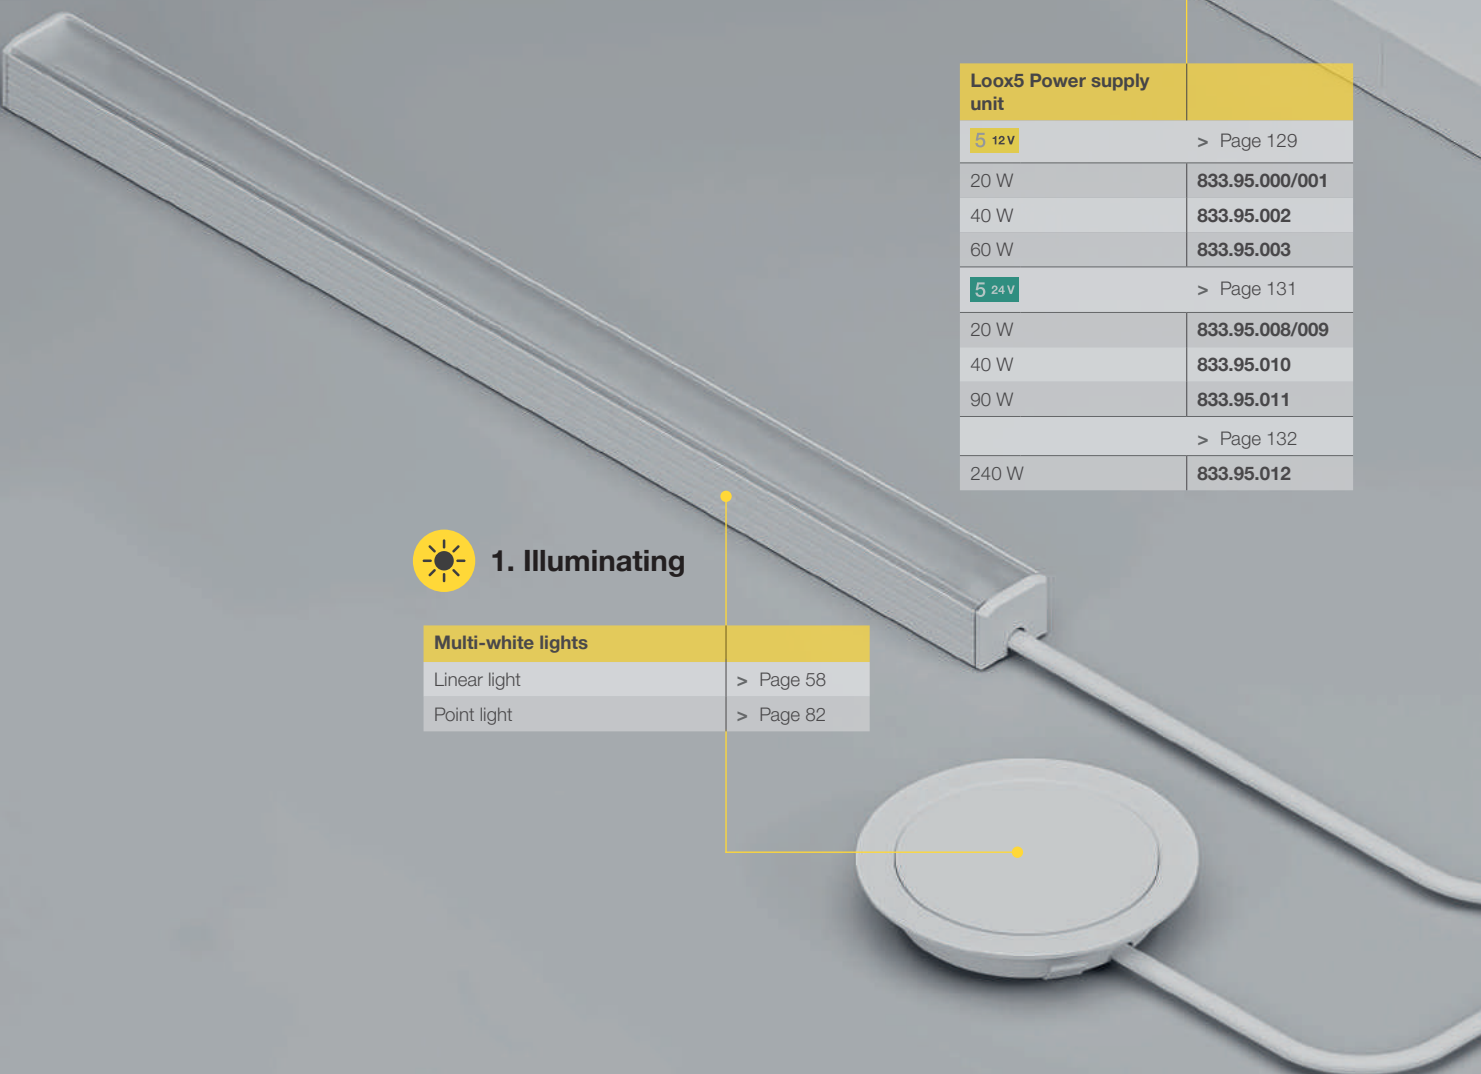 Loox5 Power supply
unit
5 12 V > Page 129
20 W 833.95.000/001
40 W 833.95.002
60 W 833.95.003
5 24 V > Page 131
20 W 833.95.008/009
40 W 833.95.010
90 W 833.95.011
> Page 132
240 W 833.95.012
1. Illuminating
Multi-white lights
Linear light > Page 58
Point light > Page 82